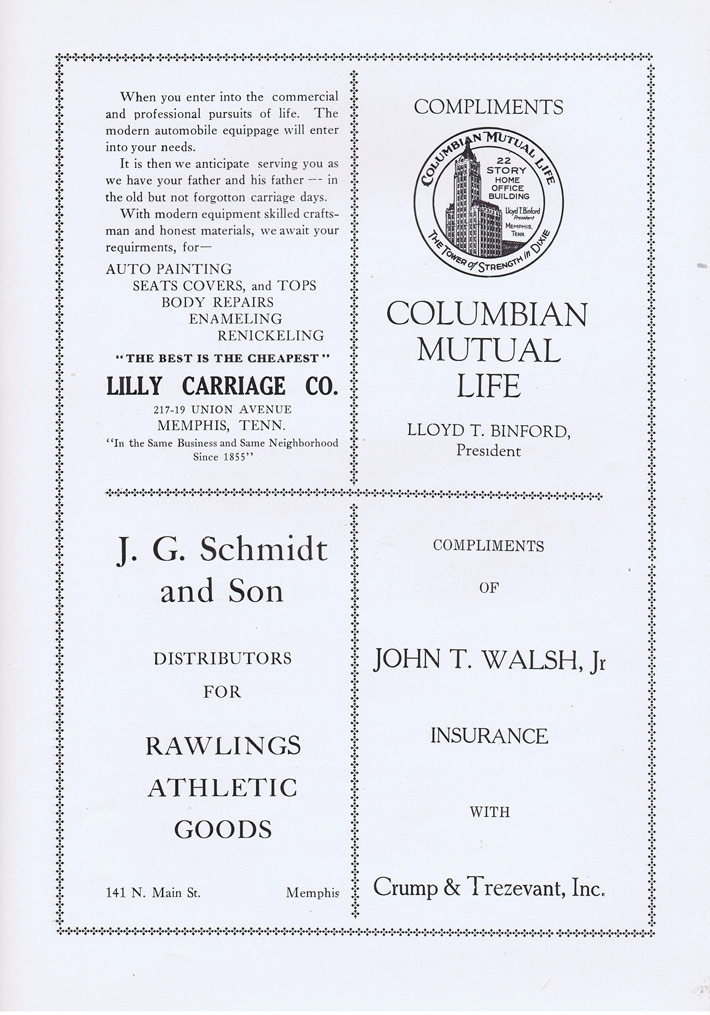 When you enter into the commercial
and professional pursuits of life. The
modern automobile equippage will enter
into your needs.
It is then we anticipate serving you as
we have your father and his father -- in
the old but not forgotton carriage days.
With modern equipment skilled crafts-
man and honest materials, we await your
requirments, for—
AUTO PAINTING
SEATS COVERS, and TOPS
BODY REPAIRS
ENAMELING
RENICKELING
"THE BEST IS THE CHEAPEST"
LILLY CARRIAGE CO.
217-19 UNION AVENUE
MEMPHIS, TENN.
"In the Same Business and Same Neighborhood
Since 1855"
COMPLIMENTS
COLUMBIAN MUTUAL LIFE
22
STORY
HOME
OFFICE
BUILDING
Lloyd T. Binford
President
MEMPHIS,
TENN.
THE TOWER of STRENGTH in DIXIE
COLUMBIAN
MUTUAL
LIFE
LLOYD T. BINFORD,
President
J. G. Schmidt
and Son
DISTRIBUTORS
FOR
RAWLINGS
ATHLETIC
GOODS
141 N. Main St. Memphis
COMPLIMENTS
OF
JOHN T. WALSH, Jr
INSURANCE
WITH
Crump & Trezevant, Inc.